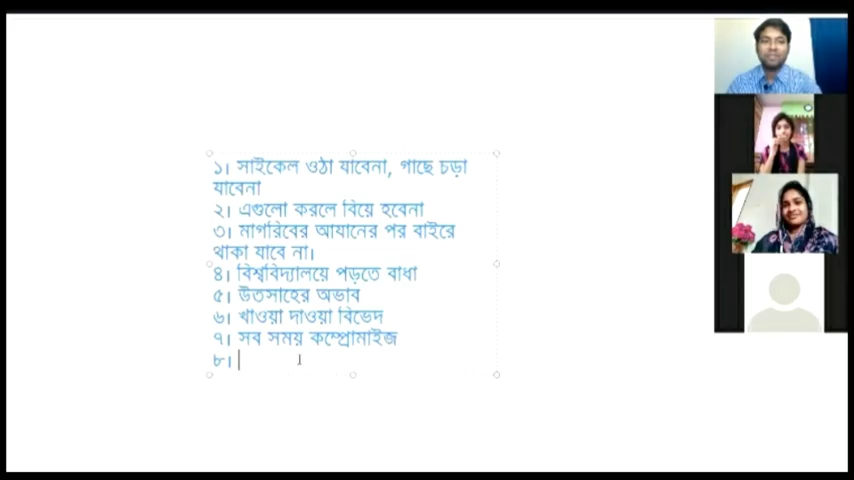 ১। সাইকেল ওঠা যাবেনা, গাছে চড়া
যাবেনা
২। এগুলো করলে বিয়ে হবেনা
৩। মাগরিবের আযানের পর বাইরে
থাকা যাবে না।
৪। বিশ্ববিদ্যালয়ে পড়তে বাধা
৫। উতসাহের অভাব
৬। খাওয়া দাওয়া বিভেদ
৭। সব সময় কম্প্রোমাইজ
৮।